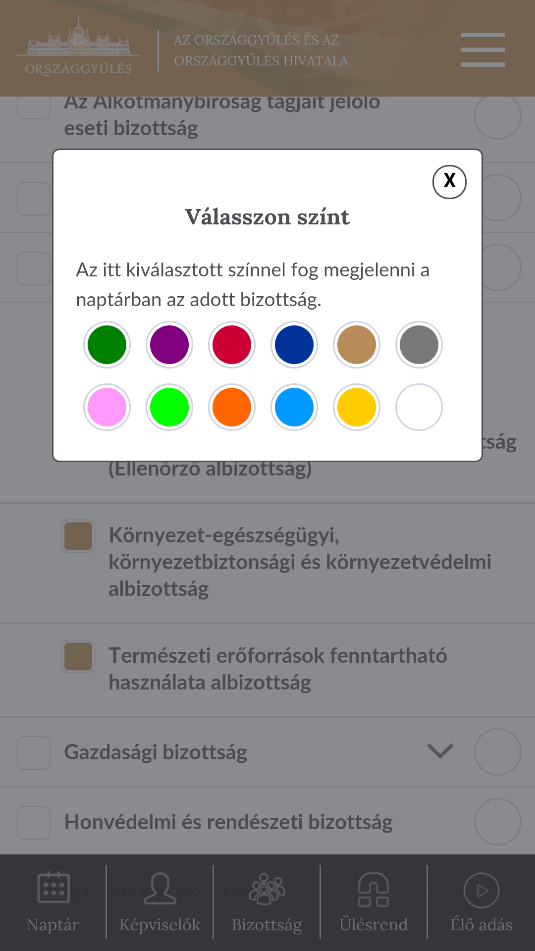 ORSZÁGGYŰLÉS
AZ ORSZÁGGYŰLÉS ÉS AZ
ORSZÁGGYŰLÉS HIVATALA
Az Alkotmánybíróság tagjait jelölő
eseti bizottság
X
Válasszon színt
Az itt kiválasztott színnel fog megjelenni a
naptárban az adott bizottság.
(Ellenőrző albizottság)
Környezet-egészségügyi,
környezetbiztonsági és környezetvédelmi
albizottság
Természeti erőforrások fenntartható
használata albizottság
Gazdasági bizottság
Honvédelmi és rendészeti bizottság
Naptár
Képviselők
Bizottság
Ülésrend
Élő adás